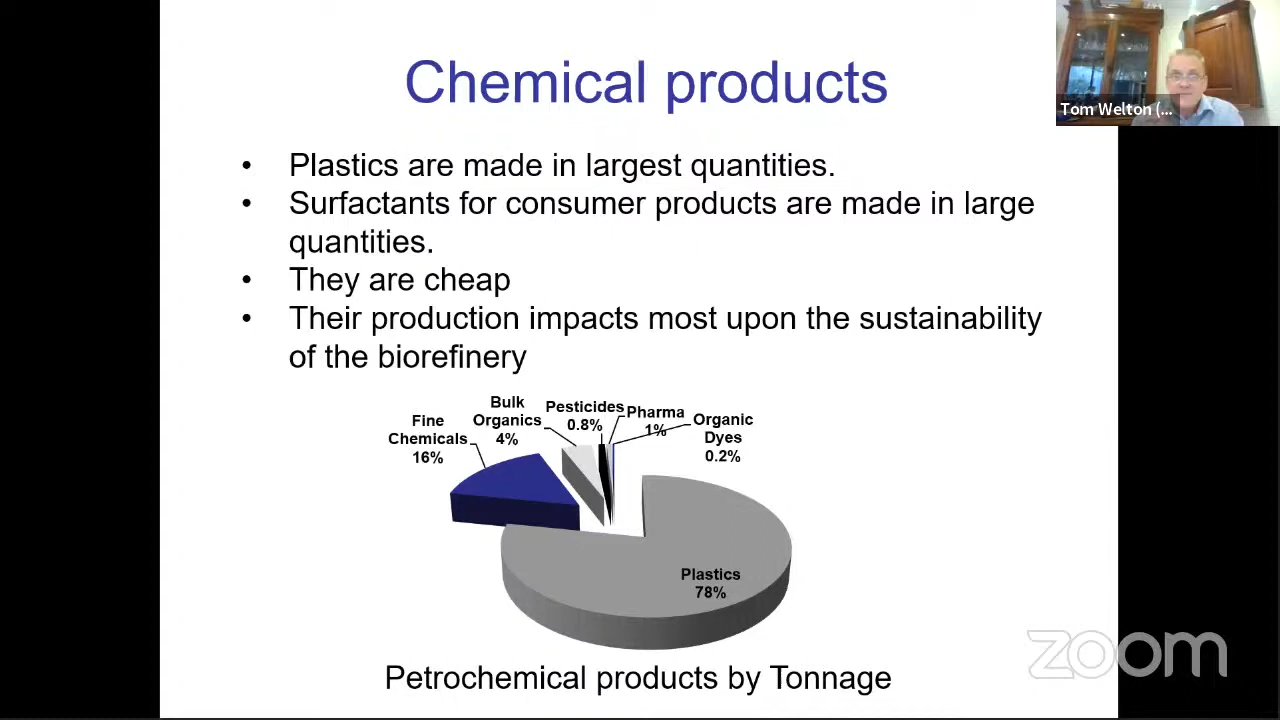 Chemical products
Tom Welton (...
• Plastics are made in largest quantities.
• Surfactants for consumer products are made in large
quantities.
• They are cheap
• Their production impacts most upon the sustainability
of the biorefinery
Fine
Chemicals
16%
Bulk
Organics
4%
Pesticides
0.8%
Pharma
1%
Organic
Dyes
0.2%
Plastics
78%
zoom
Petrochemical products by Tonnage